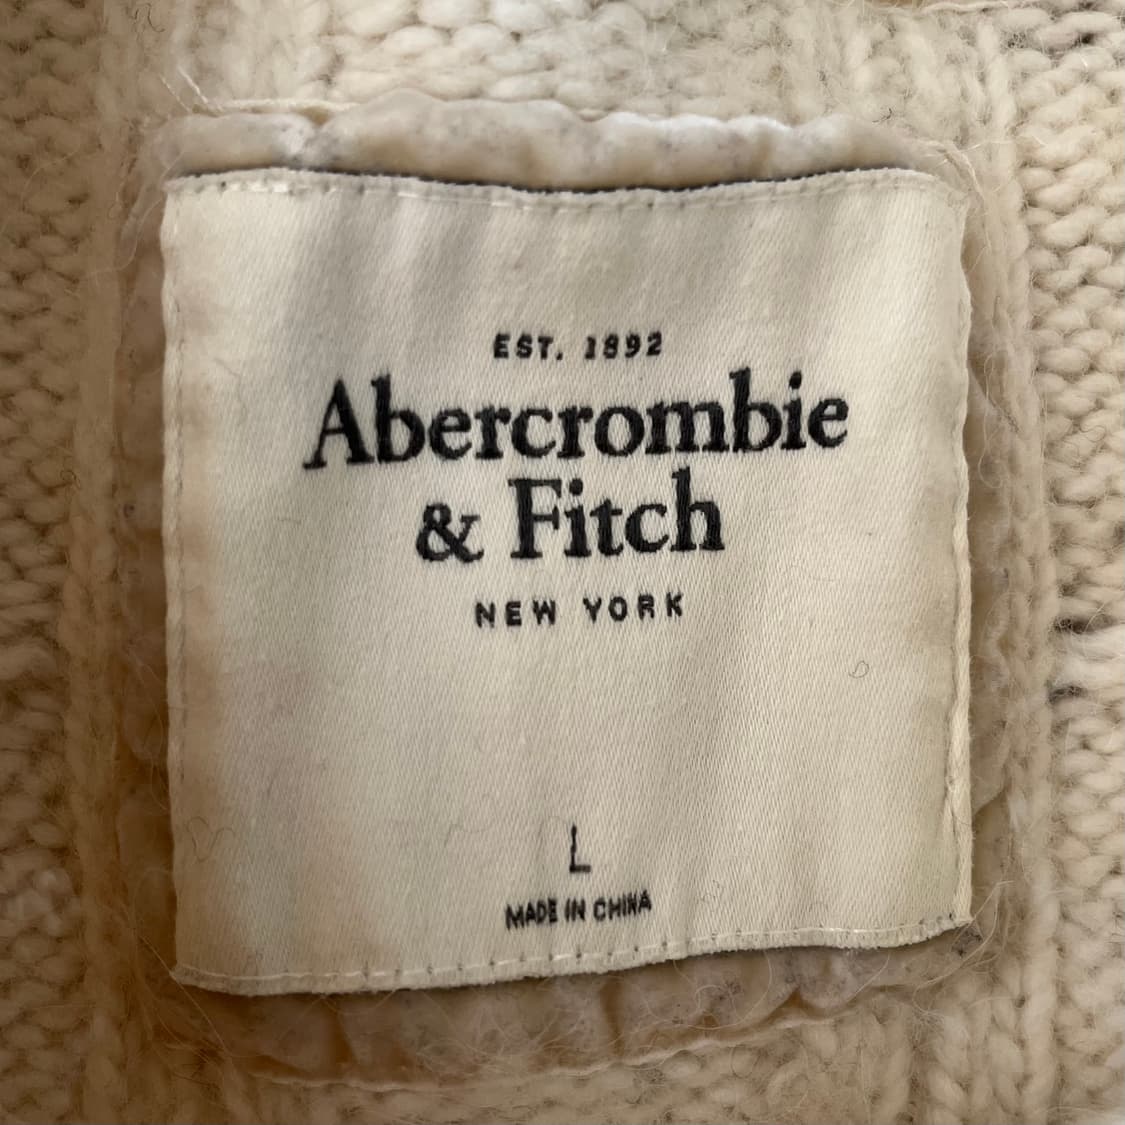 EST. 1892
Abercrombie
& Fitch
NEW YORK
L
MADE IN CHINA